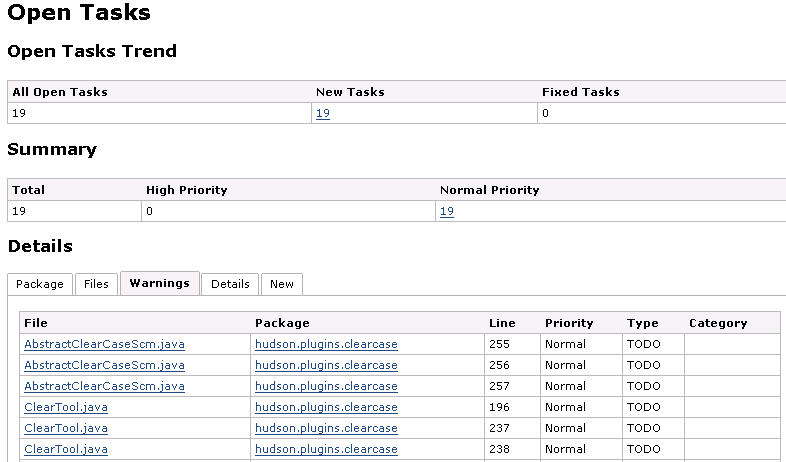 Open Tasks
Open Tasks Trend
All Open Tasks New Tasks Fixed Tasks
19 19 0
Summary
Total High Priority Normal Priority
19 0 19
Details
Package Files Warnings Details New
File Package Line Priority Type Category
AbstractClearCaseScm.java hudson.plugins.clearcase 255 Normal TODO
AbstractClearCaseScm.java hudson.plugins.clearcase 256 Normal TODO
AbstractClearCaseScm.java hudson.plugins.clearcase 257 Normal TODO
ClearTool.java hudson.plugins.clearcase 196 Normal TODO
ClearTool.java hudson.plugins.clearcase 237 Normal TODO
ClearTool.java hudson.plugins.clearcase 238 Normal TODO